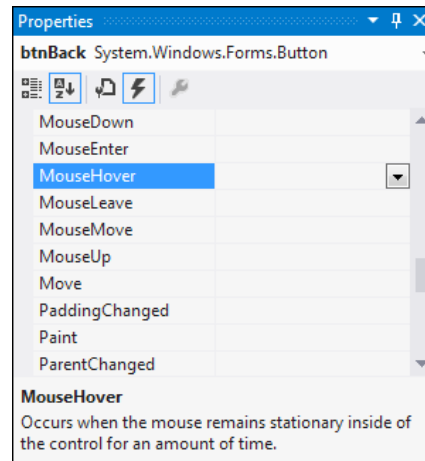 Properties
btnBack System.Windows.Forms.Button
MouseDown
MouseEnter
MouseHover
MouseLeave
MouseMove
MouseUp
Move
PaddingChanged
Paint
ParentChanged
MouseHover
Occurs when the mouse remains stationary inside of
the control for an amount of time.